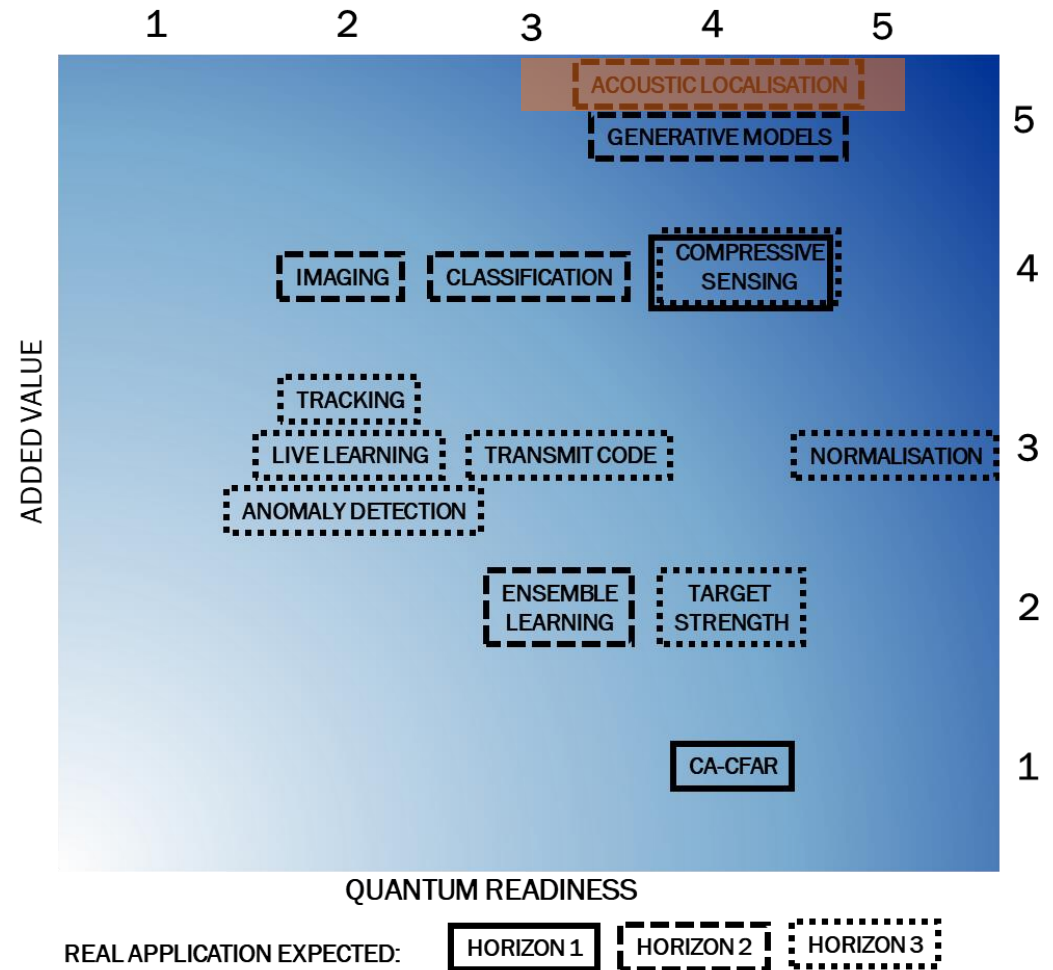 1 2 3 4 5
ACOUSTIC LOCALISATION
GENERATIVE MODELS
5
COMPRESSIVE
SENSING
IMAGING
CLASSIFICATION
4
TRACKING
LIVE LEARNING
TRANSMIT CODE
NORMALISATION
3
ANOMALY DETECTION
ENSEMBLE
LEARNING
TARGET
STRENGTH
2
CA-CFAR
1
ADDED VALUE
QUANTUM READINESS
REAL APPLICATION EXPECTED:
HORIZON 1
HORIZON 2
HORIZON 3